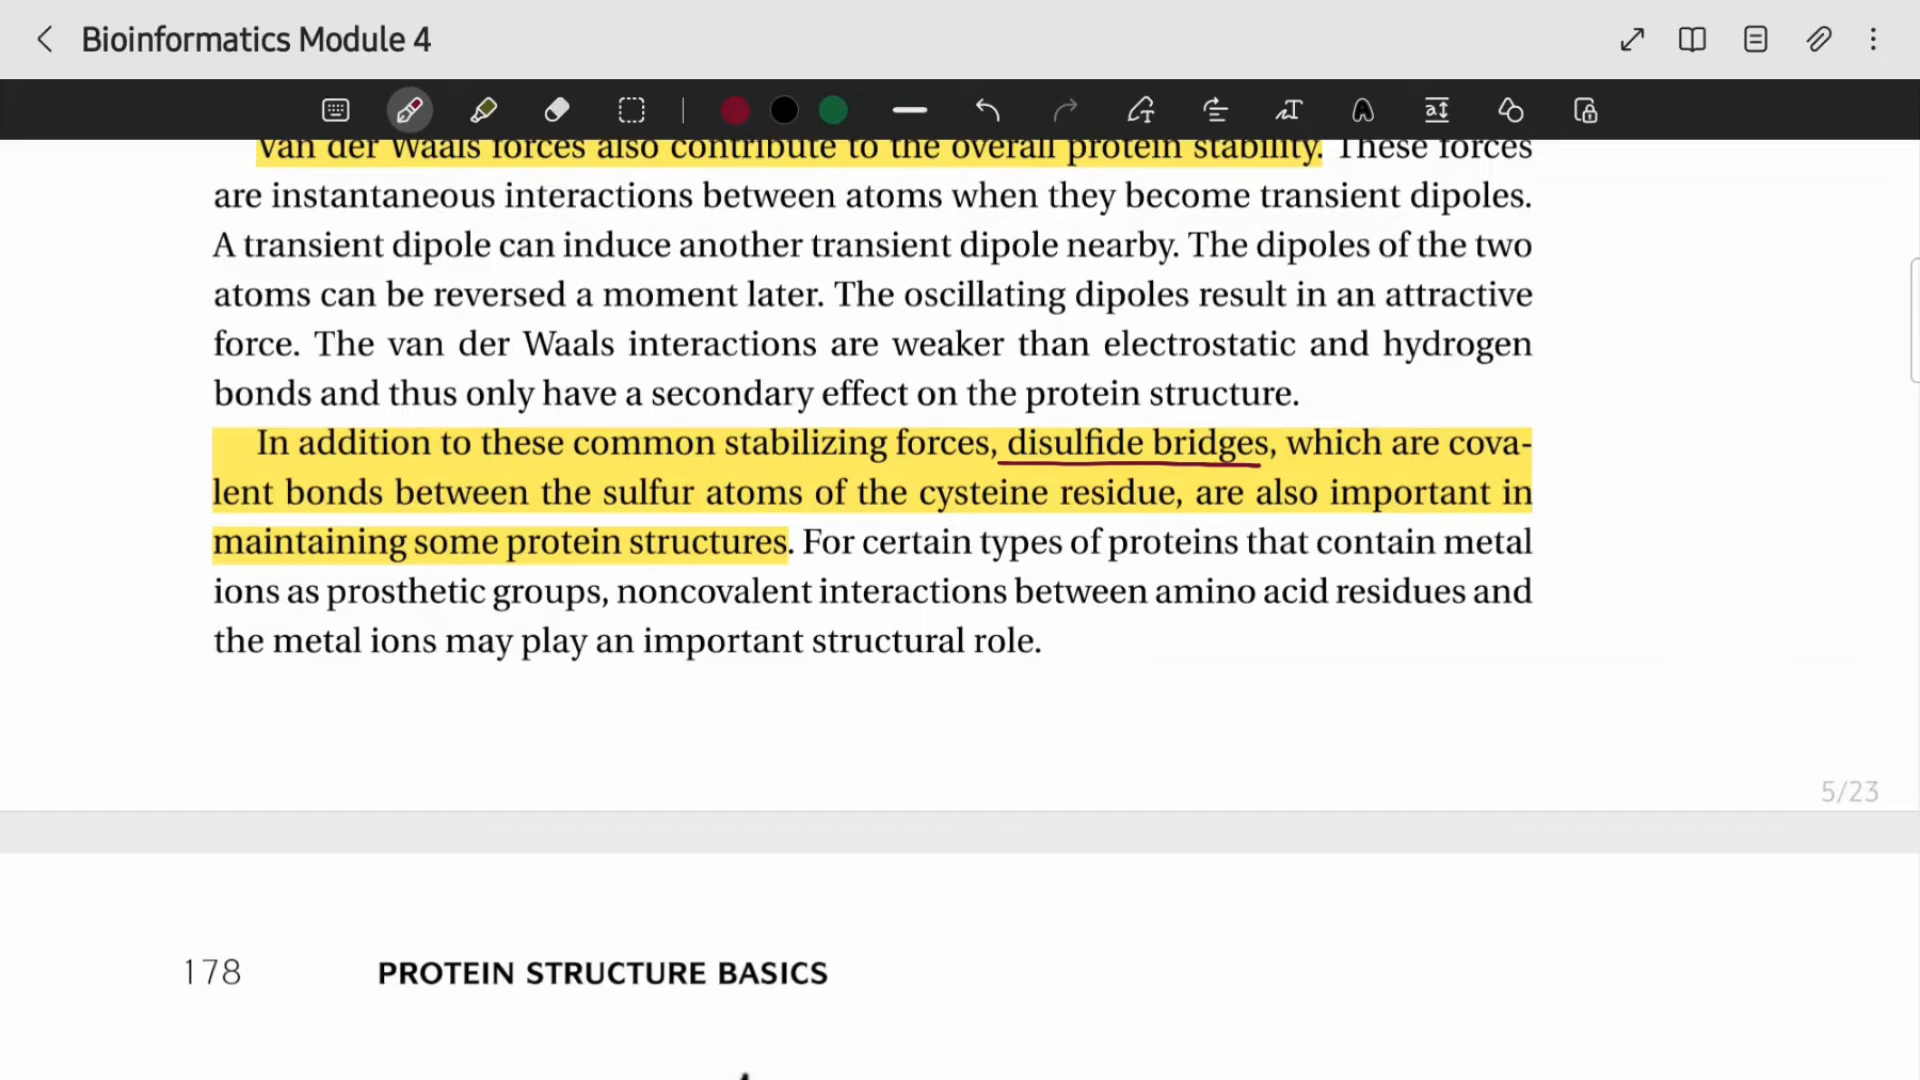 Bioinformatics Module 4
Van der Waals forces also contribute to the overall protein stability. These forces
are instantaneous interactions between atoms when they become transient dipoles.
A transient dipole can induce another transient dipole nearby. The dipoles of the two
atoms can be reversed a moment later. The oscillating dipoles result in an attractive
force. The van der Waals interactions are weaker than electrostatic and hydrogen
bonds and thus only have a secondary effect on the protein structure.
In addition to these common stabilizing forces, disulfide bridges, which are cova-
lent bonds between the sulfur atoms of the cysteine residue, are also important in
maintaining some protein structures. For certain types of proteins that contain metal
ions as prosthetic groups, noncovalent interactions between amino acid residues and
the metal ions may play an important structural role.
5/23
178 PROTEIN STRUCTURE BASICS